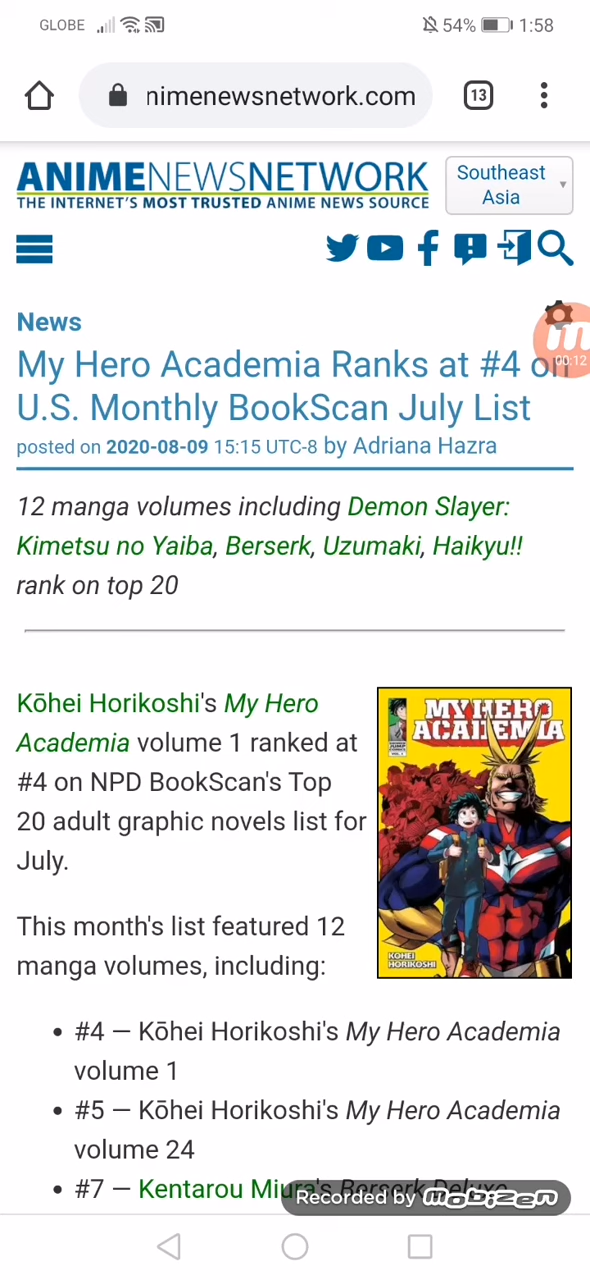 GLOBE 54% 1:58
nimenewsnetwork.com 13
ANIMENEWSNETWORK
THE INTERNET'S MOST TRUSTED ANIME NEWS SOURCE
Southeast
Asia
News
My Hero Academia Ranks at #4 on
U.S. Monthly BookScan July List
00:12
posted on 2020-08-09 15:15 UTC-8 by Adriana Hazra
12 manga volumes including Demon Slayer:
Kimetsu no Yaiba, Berserk, Uzumaki, Haikyu!!
rank on top 20
Kōhei Horikoshi's My Hero
Academia volume 1 ranked at
#4 on NPD BookScan's Top
20 adult graphic novels list for
July.
MY HERO
ACADEMIA
KOHEI
HORIKOSHI
This month's list featured 12
manga volumes, including:
• #4 — Kōhei Horikoshi's My Hero Academia
volume 1
• #5 — Kōhei Horikoshi's My Hero Academia
volume 24
• #7 — Kentarou Miura's Berserk Deluxe
Recorded by mobizen